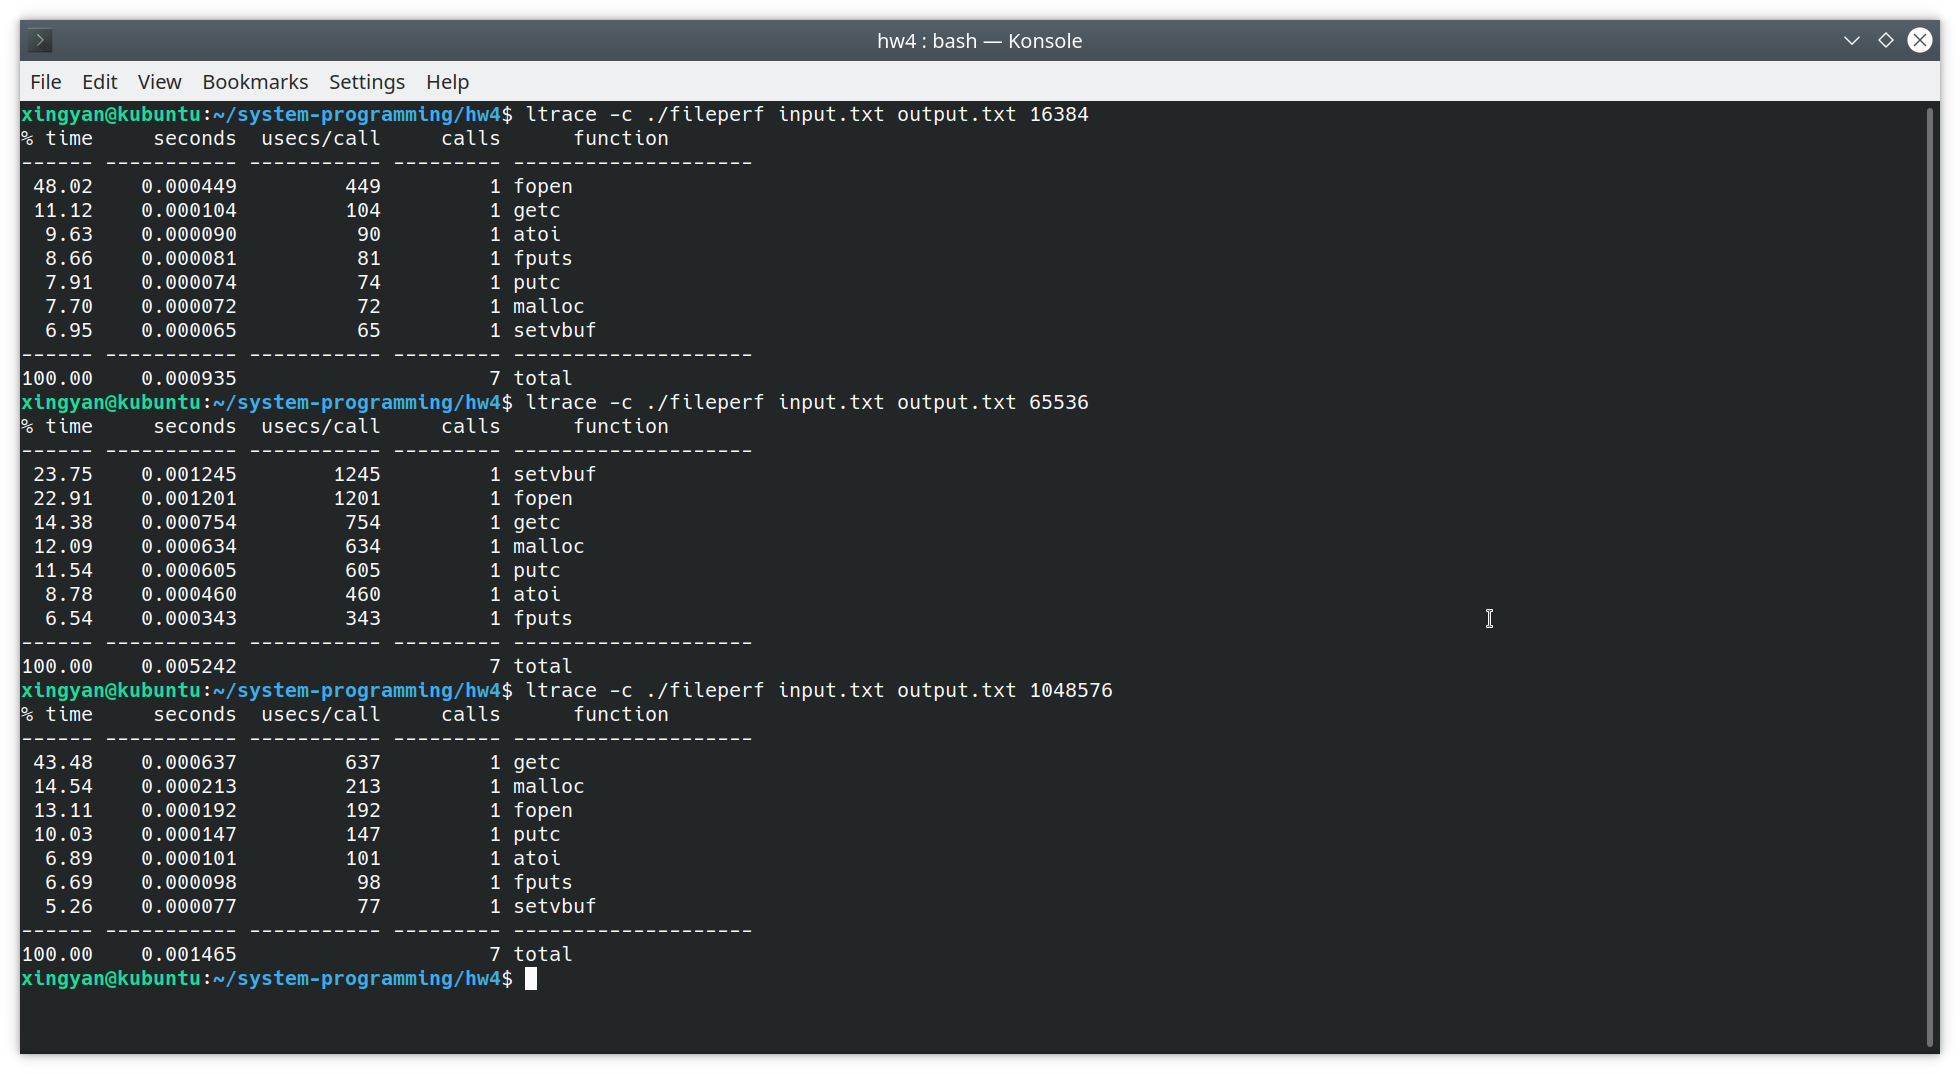 hw4 : bash — Konsole
File Edit View Bookmarks Settings Help
xingyan@kubuntu:~/system-programming/hw4$ ltrace -c ./fileperf input.txt output.txt 16384
% time     seconds  usecs/call     calls      function
------ ----------- ----------- --------- --------------------
 48.02    0.000449         449         1 fopen
 11.12    0.000104         104         1 getc
  9.63    0.000090          90         1 atoi
  8.66    0.000081          81         1 fputs
  7.91    0.000074          74         1 putc
  7.70    0.000072          72         1 malloc
  6.95    0.000065          65         1 setvbuf
------ ----------- ----------- --------- --------------------
100.00    0.000935                     7 total
xingyan@kubuntu:~/system-programming/hw4$ ltrace -c ./fileperf input.txt output.txt 65536
% time     seconds  usecs/call     calls      function
------ ----------- ----------- --------- --------------------
 23.75    0.001245        1245         1 setvbuf
 22.91    0.001201        1201         1 fopen
 14.38    0.000754         754         1 getc
 12.09    0.000634         634         1 malloc
 11.54    0.000605         605         1 putc
  8.78    0.000460         460         1 atoi
  6.54    0.000343         343         1 fputs
------ ----------- ----------- --------- --------------------
100.00    0.005242                     7 total
xingyan@kubuntu:~/system-programming/hw4$ ltrace -c ./fileperf input.txt output.txt 1048576
% time     seconds  usecs/call     calls      function
------ ----------- ----------- --------- --------------------
 43.48    0.000637         637         1 getc
 14.54    0.000213         213         1 malloc
 13.11    0.000192         192         1 fopen
 10.03    0.000147         147         1 putc
  6.89    0.000101         101         1 atoi
  6.69    0.000098          98         1 fputs
  5.26    0.000077          77         1 setvbuf
------ ----------- ----------- --------- --------------------
100.00    0.001465                     7 total
xingyan@kubuntu:~/system-programming/hw4$